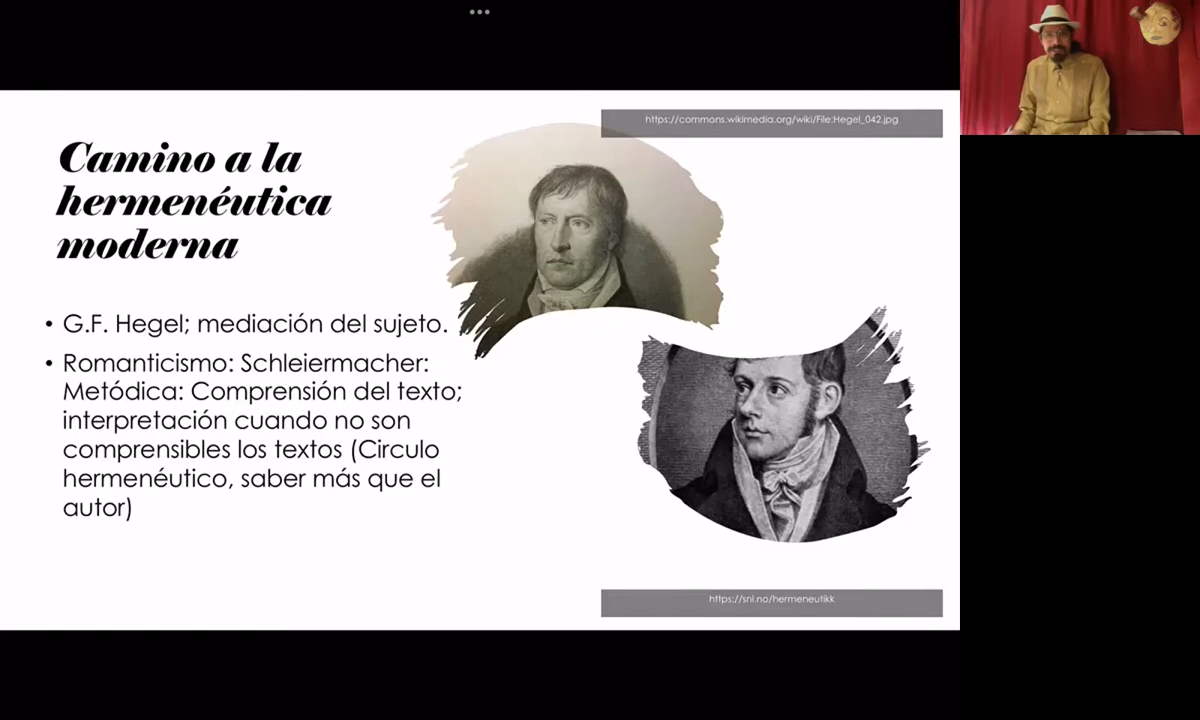 https://commons.wikimedia.org/wiki/File:Hegel_042.jpg
Camino a la
hermenéutica
moderna
• G.F. Hegel; mediación del sujeto.
• Romanticismo: Schleiermacher:
Metódica: Comprensión del texto;
interpretación cuando no son
comprensibles los textos (Circulo
hermenéutico, saber más que el
autor)
https://snl.no/hermeneutikk